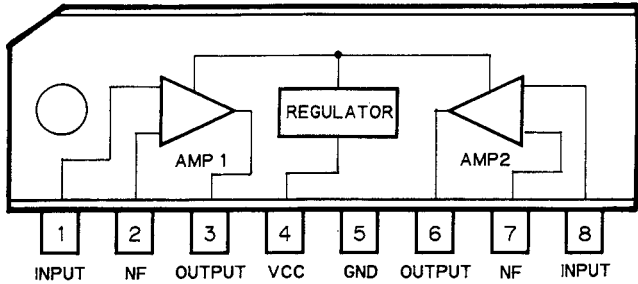 REGULATOR
AMP 1
AMP2
1 2 3 4 5 6 7 8
INPUT NF OUTPUT VCC GND OUTPUT NF INPUT